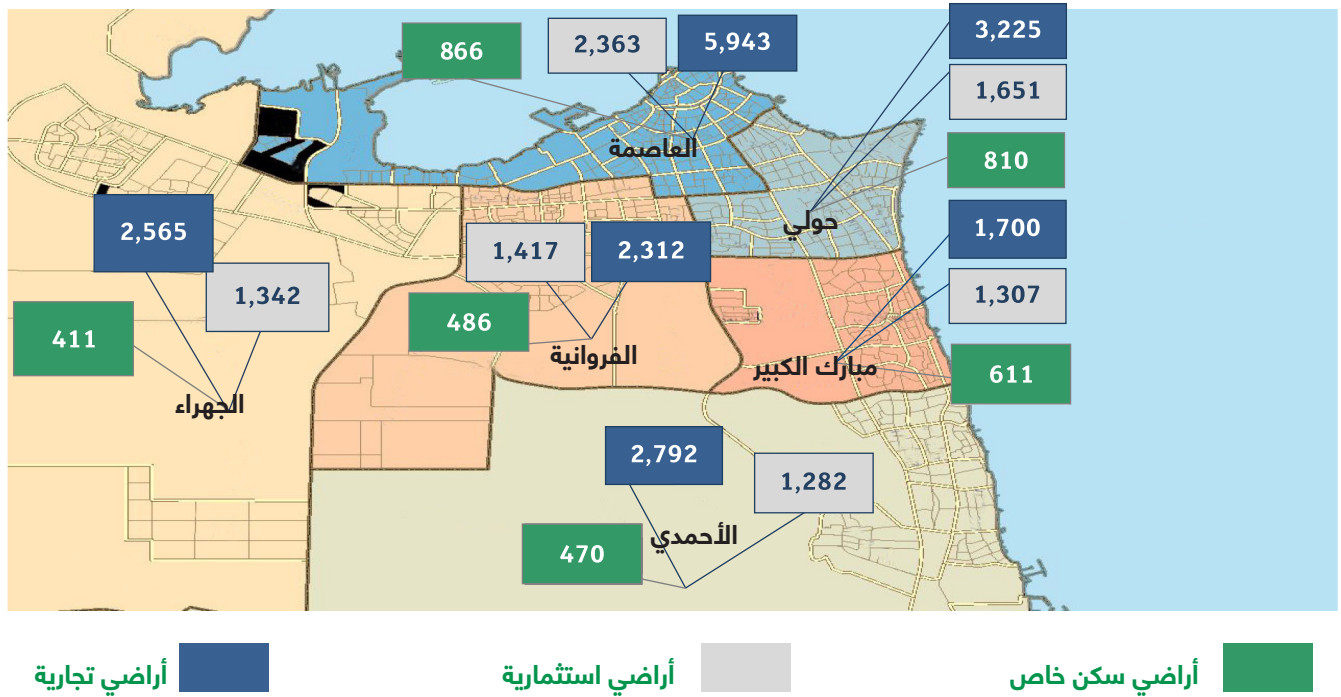 866
2,363
5,943
3,225
1,651
810
العاصمة
حولي
2,565
1,342
411
الجهراء
1,417
2,312
486
الفروانية
1,700
1,307
611
مبارك الكبير
2,792
1,282
470
الأحمدي
أراضي سكن خاص
أراضي استثمارية
أراضي تجارية